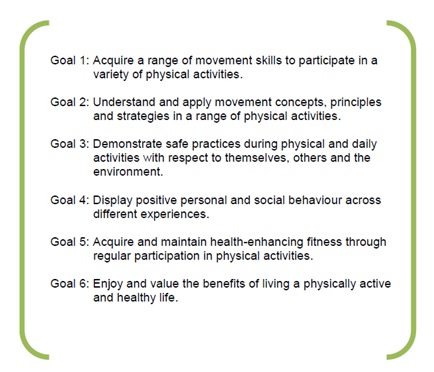 Goal 1: Acquire a range of movement skills to participate in a
variety of physical activities.
Goal 2: Understand and apply movement concepts, principles
and strategies in a range of physical activities.
Goal 3: Demonstrate safe practices during physical and daily
activities with respect to themselves, others and the
environment.
Goal 4: Display positive personal and social behaviour across
different experiences.
Goal 5: Acquire and maintain health-enhancing fitness through
regular participation in physical activities.
Goal 6: Enjoy and value the benefits of living a physically active
and healthy life.